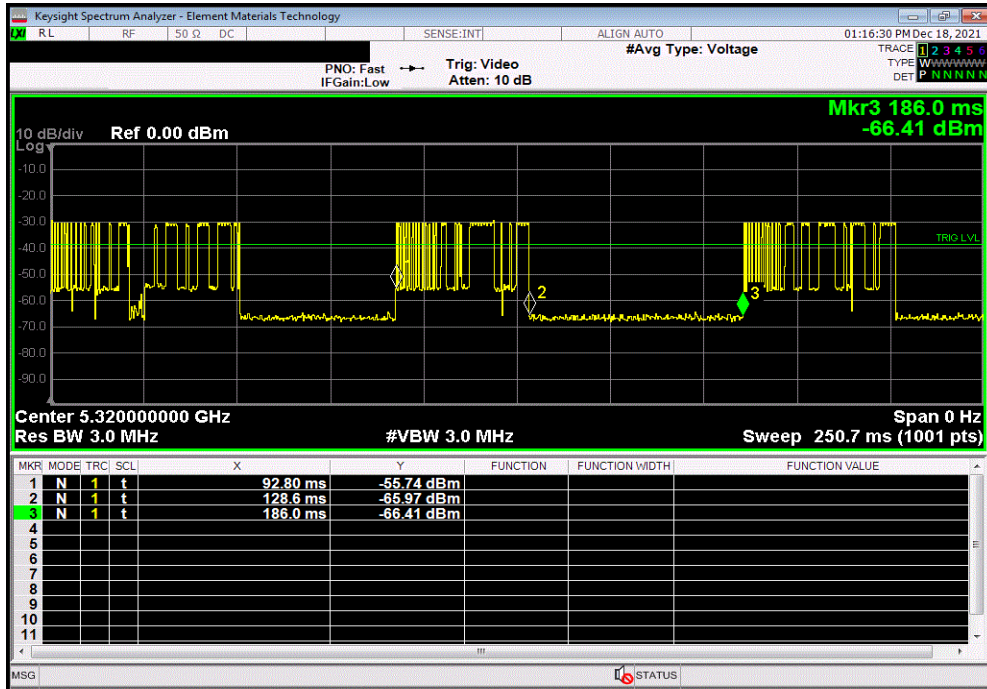 Keysight Spectrum Analyzer - Element Materials Technology
LXI RL RF 50 Ω DC SENSE:INT ALIGN AUTO 01:16:30 PM Dec 18, 2021
#Avg Type: Voltage TRACE 1 2 3 4 5 6
PNO: Fast Trig: Video TYPE WWWWWWW
IFGain:Low Atten: 10 dB DET P N N N N N
Mkr3 186.0 ms
10 dB/div Ref 0.00 dBm -66.41 dBm
Log
-10.0
-20.0
-30.0
TRIG LVL
-40.0
-50.0
1
-60.0
2
3
-70.0
-80.0
-90.0
Center 5.320000000 GHz Span 0 Hz
Res BW 3.0 MHz #VBW 3.0 MHz Sweep 250.7 ms (1001 pts)
MKR MODE TRC SCL X Y FUNCTION FUNCTION WIDTH FUNCTION VALUE
1 N 1 t 92.80 ms -55.74 dBm
2 N 1 t 128.6 ms -65.97 dBm
3 N 1 t 186.0 ms -66.41 dBm
4
5
6
7
8
9
10
11
MSG STATUS